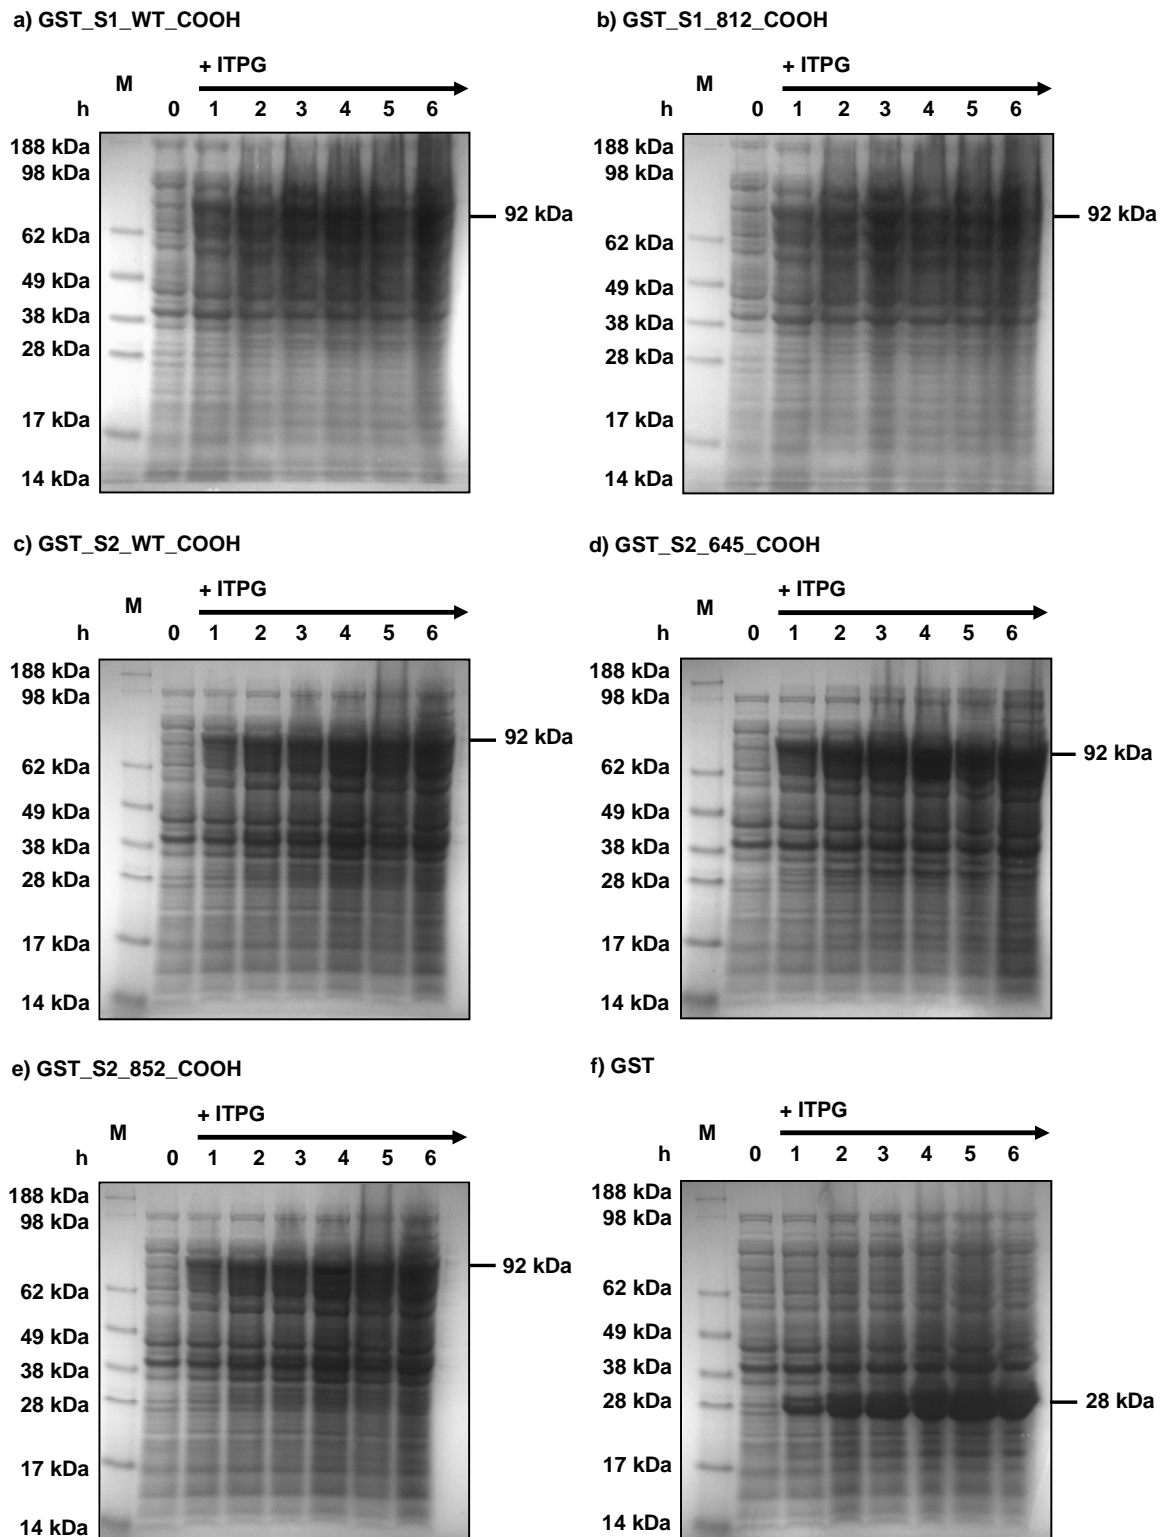 a) GST_S1_WT_COOH
+ ITPG
M
h 0 1 2 3 4 5 6
188 kDa
98 kDa
92 kDa
62 kDa
49 kDa
38 kDa
28 kDa
17 kDa
14 kDa
b) GST_S1_812_COOH
+ ITPG
M
h 0 1 2 3 4 5 6
188 kDa
98 kDa
92 kDa
62 kDa
49 kDa
38 kDa
28 kDa
17 kDa
14 kDa
c) GST_S2_WT_COOH
+ ITPG
M
h 0 1 2 3 4 5 6
188 kDa
98 kDa
92 kDa
62 kDa
49 kDa
38 kDa
28 kDa
17 kDa
14 kDa
d) GST_S2_645_COOH
+ ITPG
M
h 0 1 2 3 4 5 6
188 kDa
98 kDa
92 kDa
62 kDa
49 kDa
38 kDa
28 kDa
17 kDa
14 kDa
e) GST_S2_852_COOH
+ ITPG
M
h 0 1 2 3 4 5 6
188 kDa
98 kDa
92 kDa
62 kDa
49 kDa
38 kDa
28 kDa
17 kDa
14 kDa
f) GST
+ ITPG
M
h 0 1 2 3 4 5 6
188 kDa
98 kDa
62 kDa
49 kDa
38 kDa
28 kDa
28 kDa
17 kDa
14 kDa